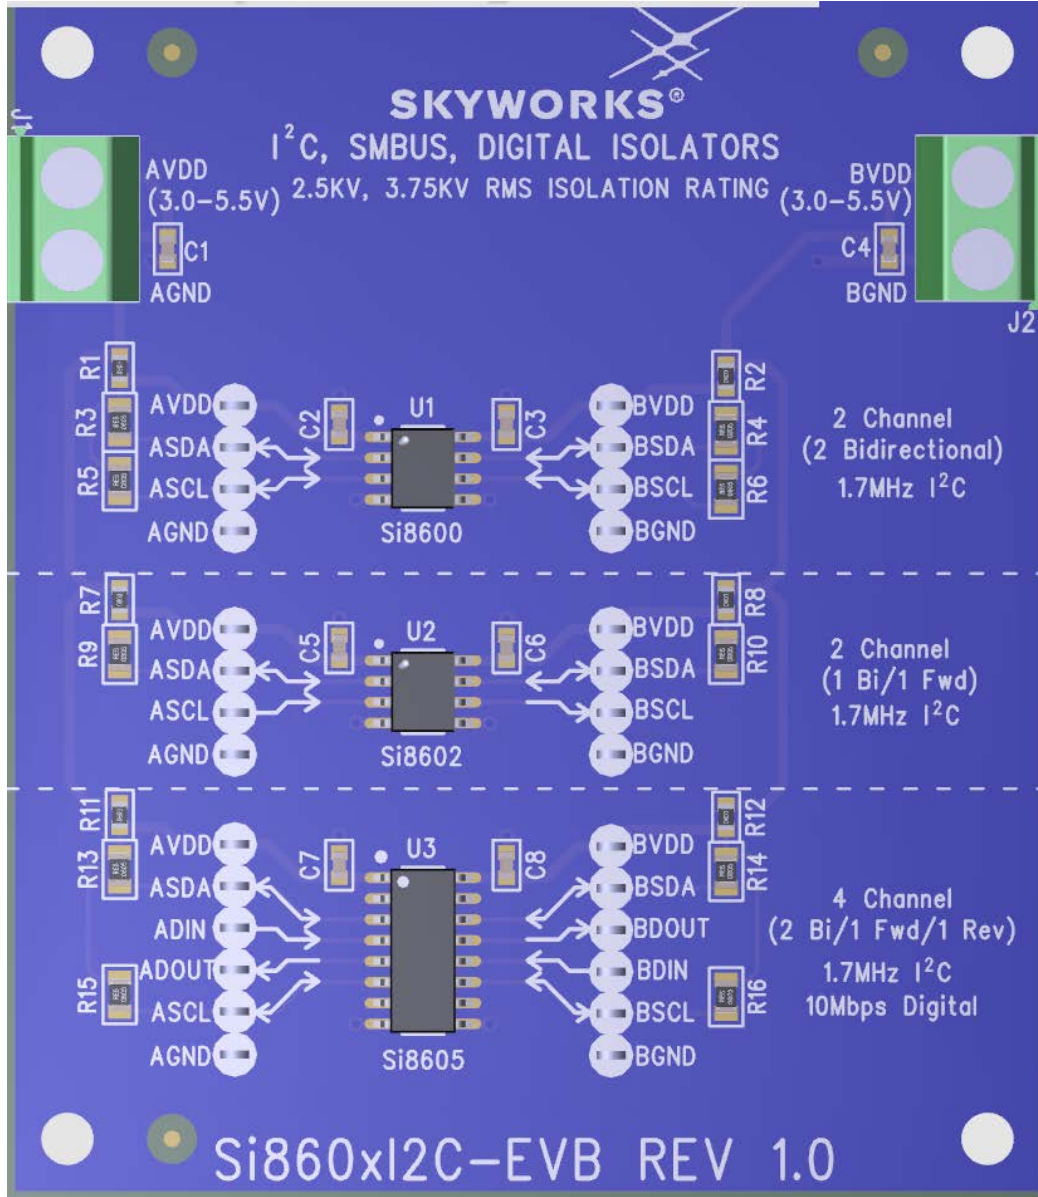 SKYWORKS®
I²C, SMBUS, DIGITAL ISOLATORS
2.5KV, 3.75KV RMS ISOLATION RATING
J1
AVDD
(3.0-5.5V)
C1
AGND
BVDD
(3.0-5.5V)
C4
BGND
J2
R1
R3
R5
AVDD
ASDA
ASCL
AGND
C2
U1
Si8600
C3
BVDD
BSDA
BSCL
BGND
R2
R4
R6
2 Channel
(2 Bidirectional)
1.7MHz I²C
R7
R9
AVDD
ASDA
ASCL
AGND
C5
U2
Si8602
C6
BVDD
BSDA
BSCL
BGND
R8
R10
2 Channel
(1 Bi/1 Fwd)
1.7MHz I²C
R11
R13
R15
AVDD
ASDA
ADIN
ADOUT
ASCL
AGND
C7
U3
Si8605
C8
BVDD
BSDA
BDOUT
BDIN
BSCL
BGND
R12
R14
R16
4 Channel
(2 Bi/1 Fwd/1 Rev)
1.7MHz I²C
10Mbps Digital
Si860xI2C-EVB REV 1.0